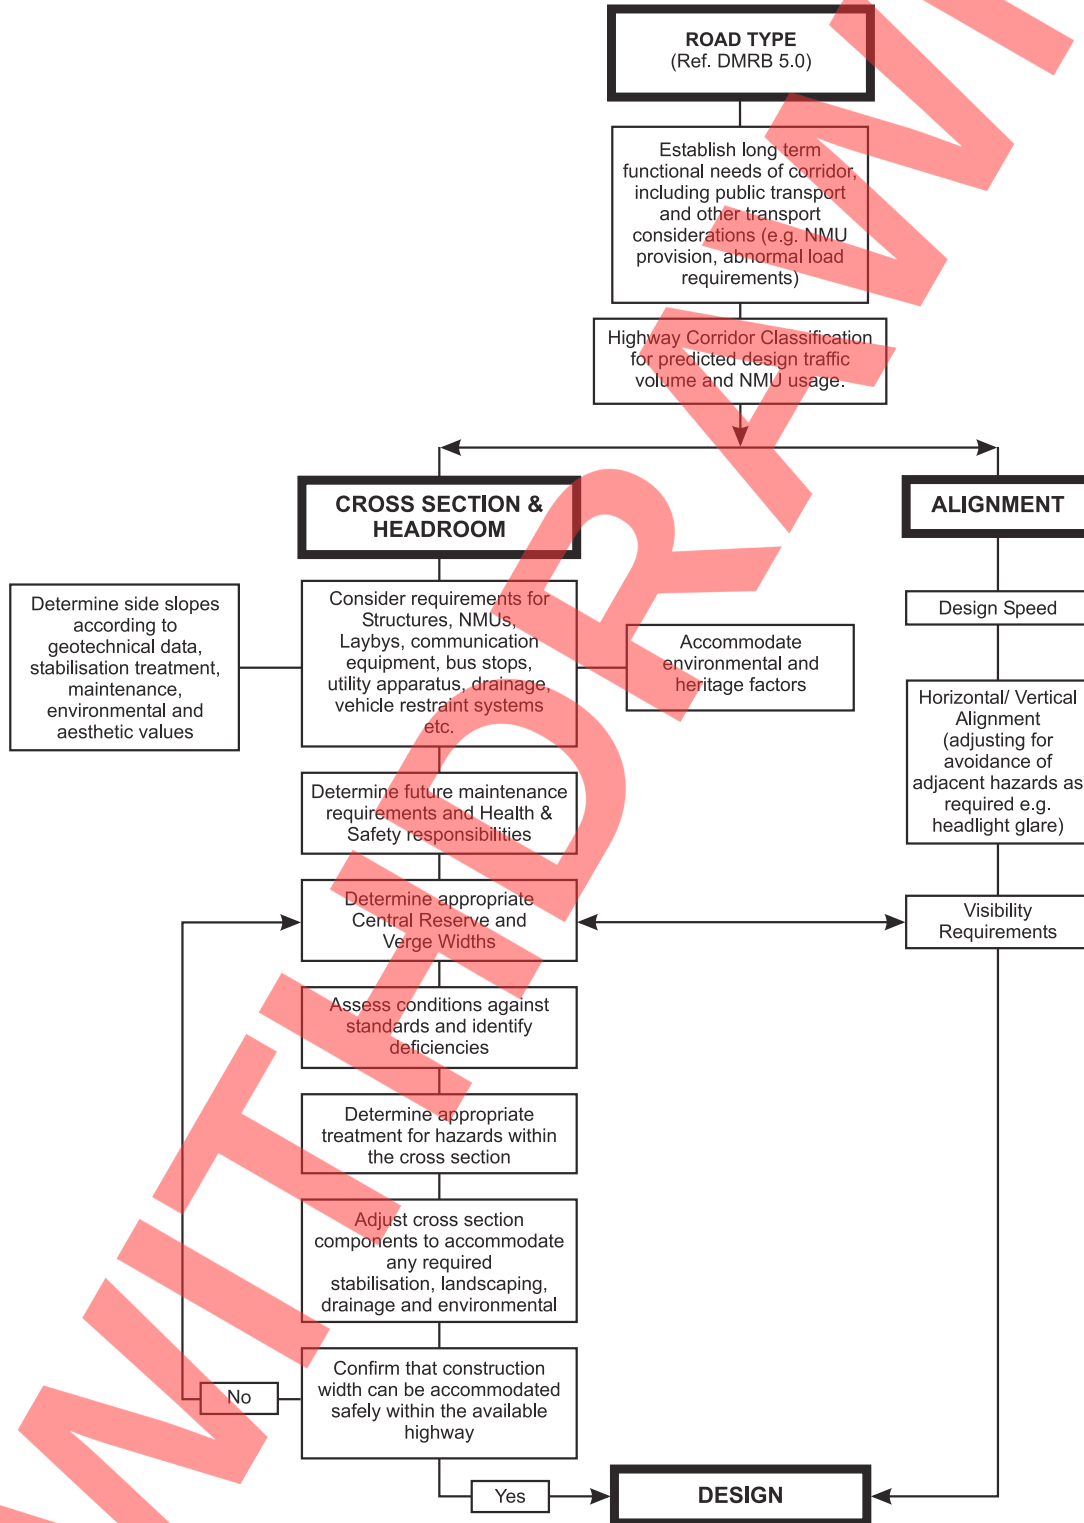 ROAD TYPE
(Ref. DMRB 5.0)
Establish long term
functional needs of corridor,
including public transport
and other transport
considerations (e.g. NMU
provision, abnormal load
requirements)
Highway Corridor Classification
for predicted design traffic
volume and NMU usage.
CROSS SECTION &
HEADROOM
ALIGNMENT
Determine side slopes
according to
geotechnical data,
stabilisation treatment,
maintenance,
environmental and
aesthetic values
Consider requirements for
Structures, NMUs,
Laybys, communication
equipment, bus stops,
utility apparatus, drainage,
vehicle restraint systems
etc.
Accommodate
environmental and
heritage factors
Design Speed
Horizontal/ Vertical
Alignment
(adjusting for
avoidance of
adjacent hazards as
required e.g.
headlight glare)
Determine future maintenance
requirements and Health &
Safety responsibilities
Determine appropriate
Central Reserve and
Verge Widths
Visibility
Requirements
Assess conditions against
standards and identify
deficiencies
Determine appropriate
treatment for hazards within
the cross section
Adjust cross section
components to accommodate
any required
stabilisation, landscaping,
drainage and environmental
Confirm that construction
width can be accommodated
safely within the available
highway
No
Yes
DESIGN
WITHDRAW